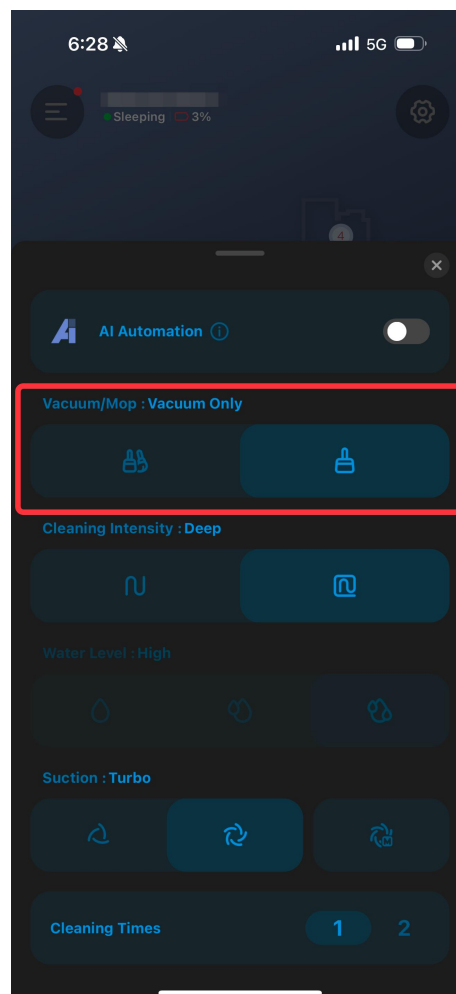 6:28
5G
Sleeping 3%
4
AI Automation
Vacuum/Mop : Vacuum Only
Cleaning Intensity : Deep
Water Level : High
Suction : Turbo
M
Cleaning Times 1 2